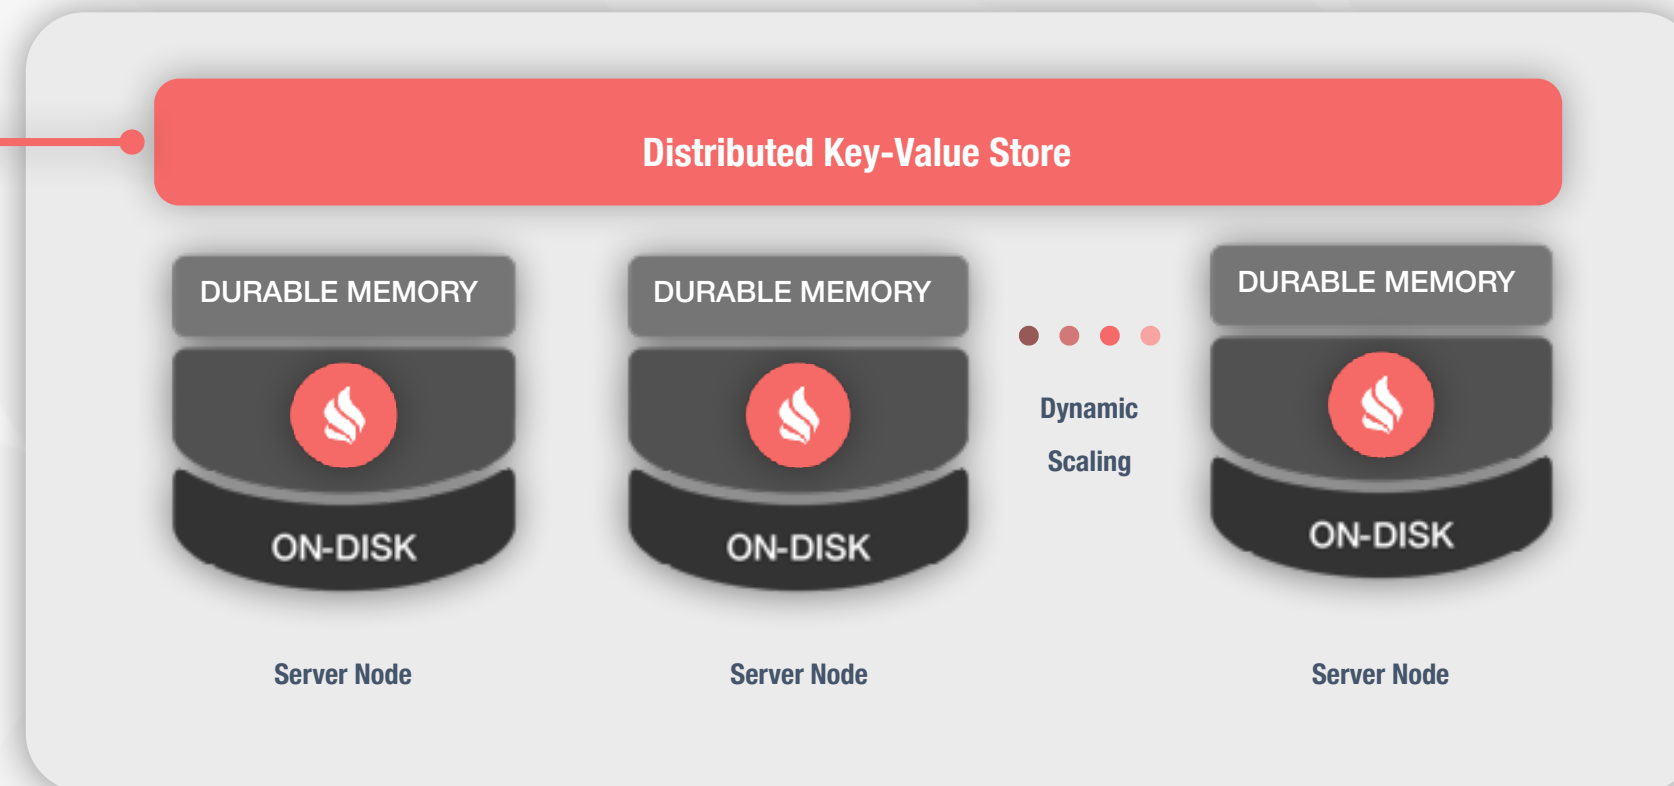 Distributed Key-Value Store
DURABLE MEMORY
DURABLE MEMORY
DURABLE MEMORY
Dynamic
Scaling
ON-DISK
ON-DISK
ON-DISK
Server Node
Server Node
Server Node